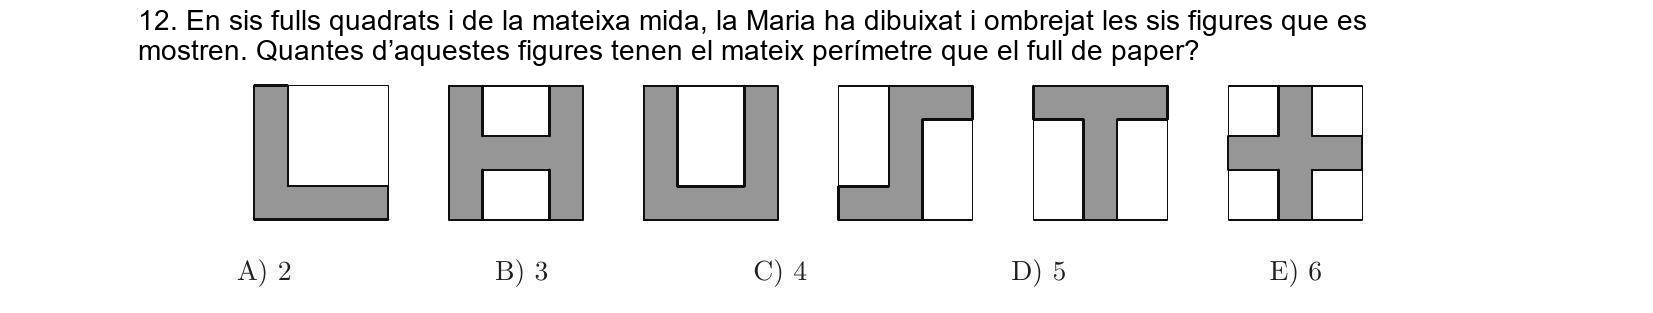 12. En sis fulls quadrats i de la mateixa mida, la Maria ha dibuixat i ombrejat les sis figures que es
mostren. Quantes d’aquestes figures tenen el mateix perímetre que el full de paper?
A) 2 B) 3 C) 4 D) 5 E) 6